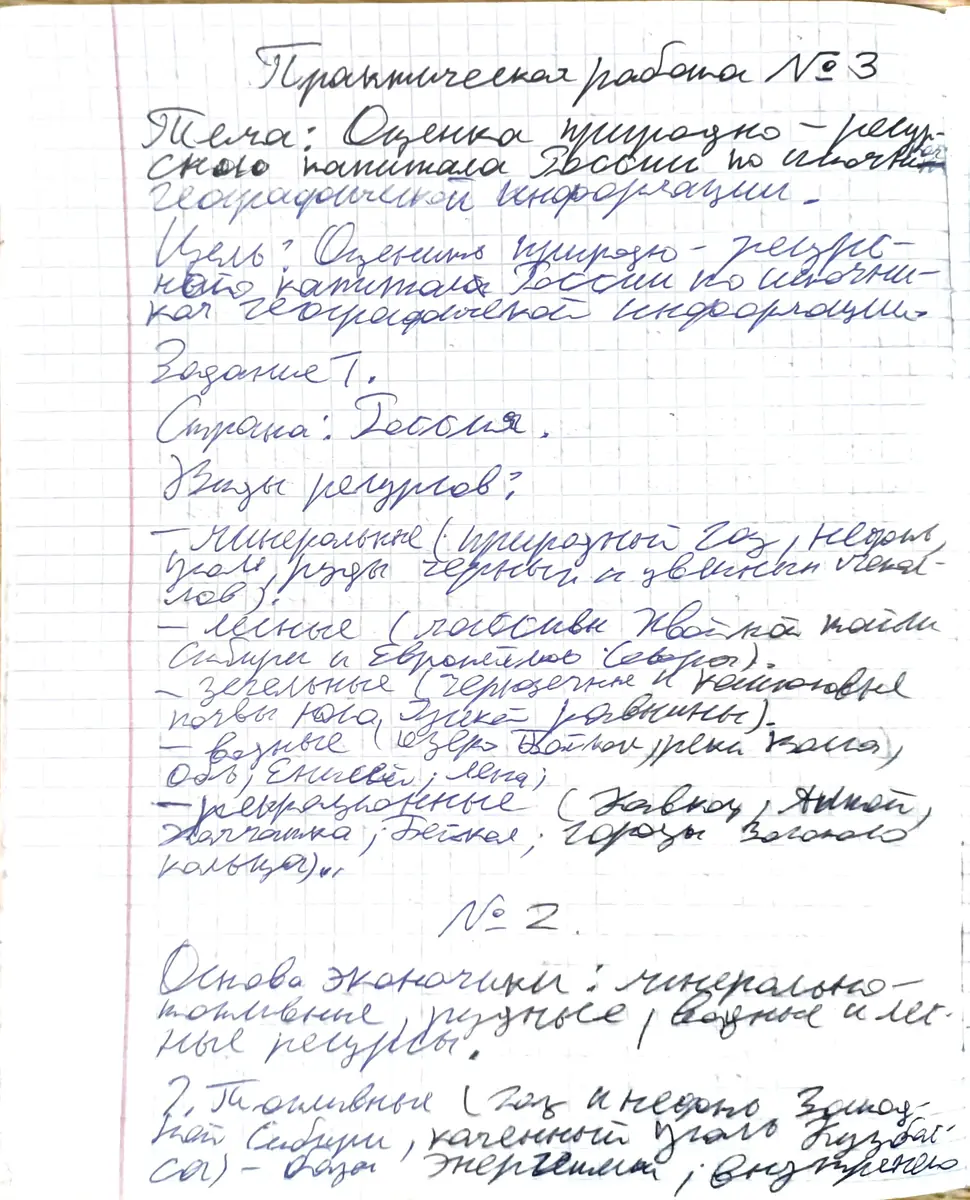 Практическая работа № 3
Тема: Оценка природно - ресур-
сного капитала России по источни
географической информации.
Цель: Оценить природно - ресурс-
ного капитала России по источни-
кам географической информации.
Задание 1.
Страна: Россия.
Виды ресурсов:
- минеральные (природный газ, нефть,
уголь, руды черных и цветных метал-
лов).
- лесные (массивы хвойной тайги
Сибири и Европейского Севера).
- земельные (черноземные и каштановые
почвы юга, Русской равнины).
- водные (озеро Байкал, реки Волга,
Обь, Енисей, Лена;
- рекреационные (Кавказ, Алтай,
Камчатка, Байкал, города Золотого
кольца)...
№ 2.
Основа экономики: минерально-
топливные, рудные, водные и лес-
ные ресурсы.
1. Топливные (газ и нефть Запад-
ной Сибири, каменный уголь Кузбас-
са) - база энергетики, внутреннего